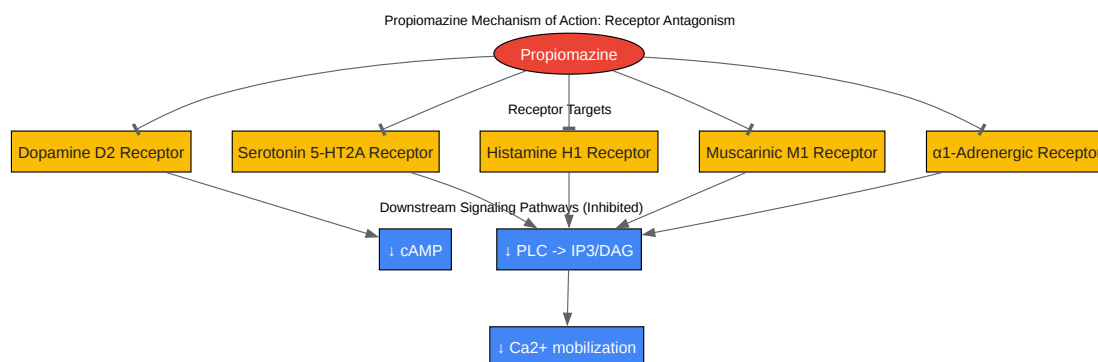 Propiomazine Mechanism of Action: Receptor Antagonism
Propiomazine
Receptor Targets
Dopamine D2 Receptor
Serotonin 5-HT2A Receptor
Histamine H1 Receptor
Muscarinic M1 Receptor
α1-Adrenergic Receptor
Downstream Signaling Pathways (Inhibited)
↓ cAMP
↓ PLC -> IP3/DAG
↓ Ca2+ mobilization